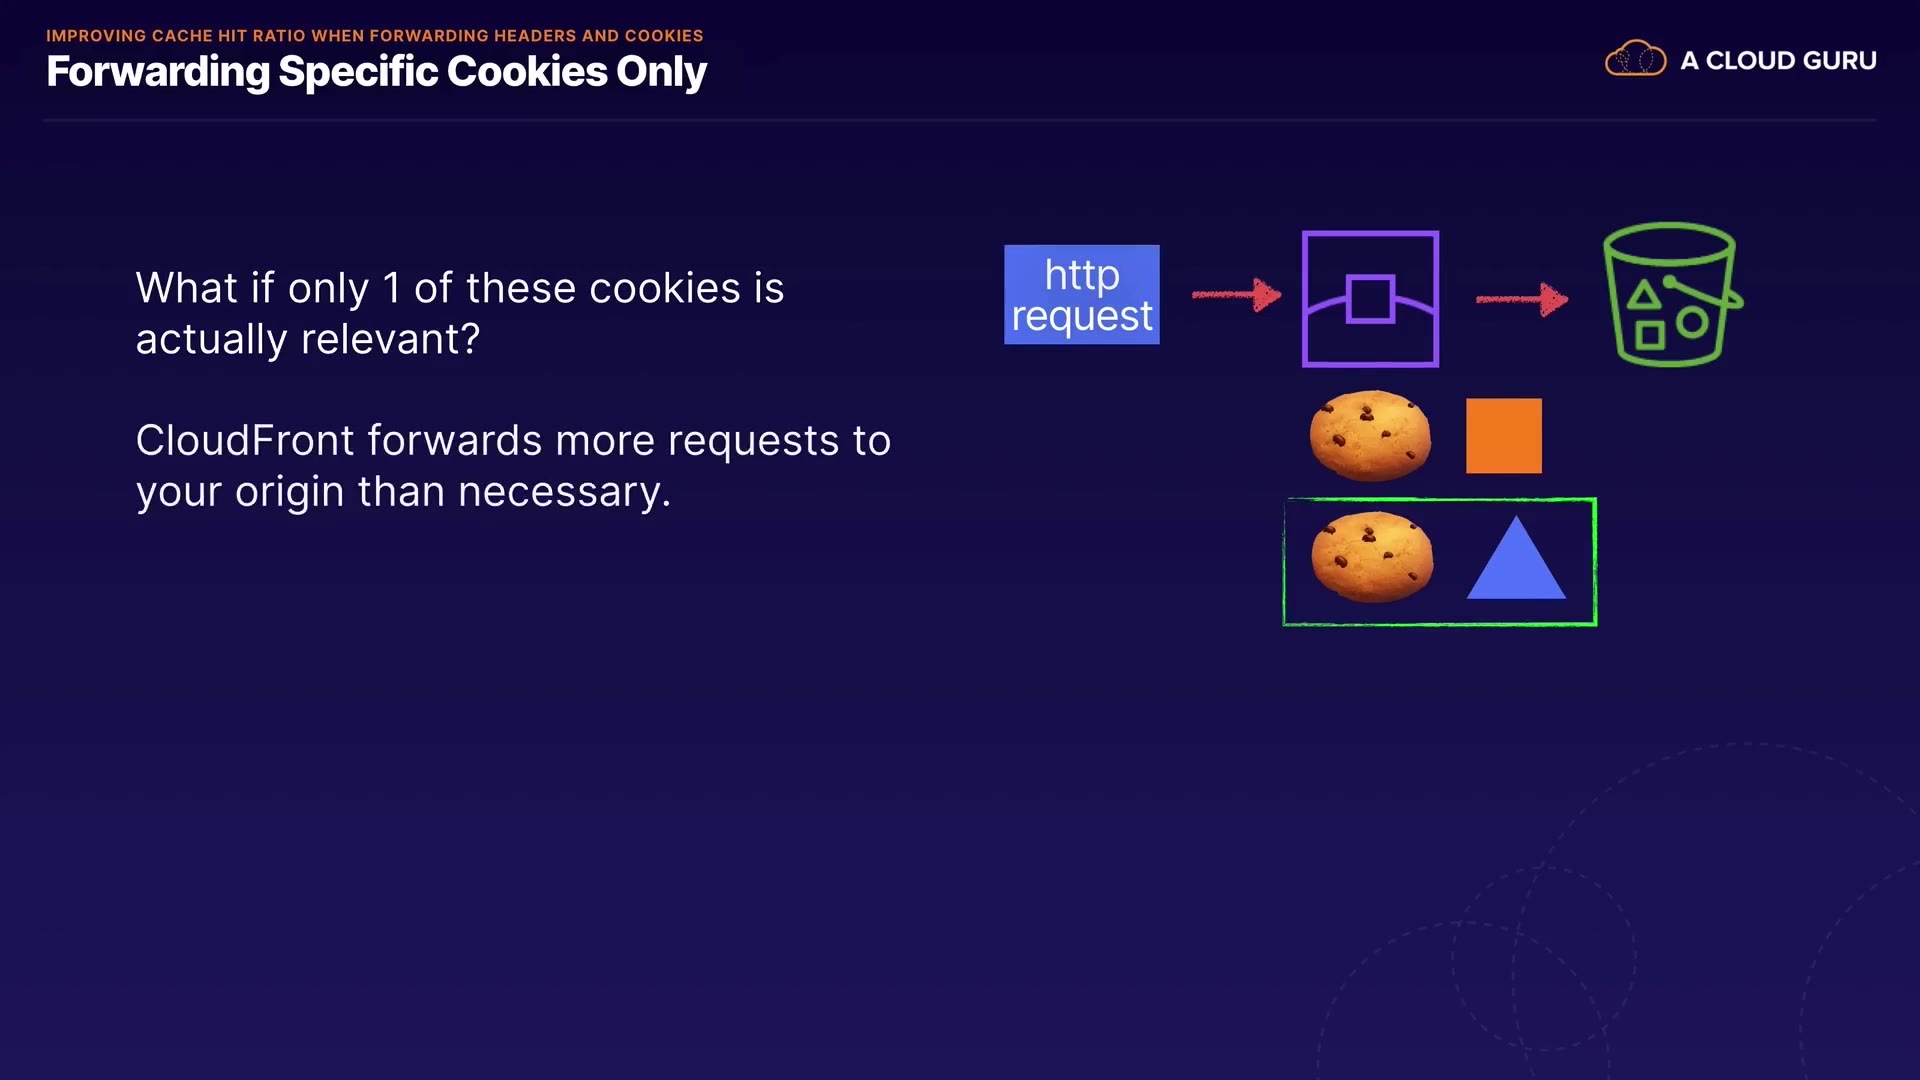 IMPROVING CACHE HIT RATIO WHEN FORWARDING HEADERS AND COOKIES
Forwarding Specific Cookies Only
A CLOUD GURU
What if only 1 of these cookies is
actually relevant?
CloudFront forwards more requests to
your origin than necessary.
http
request